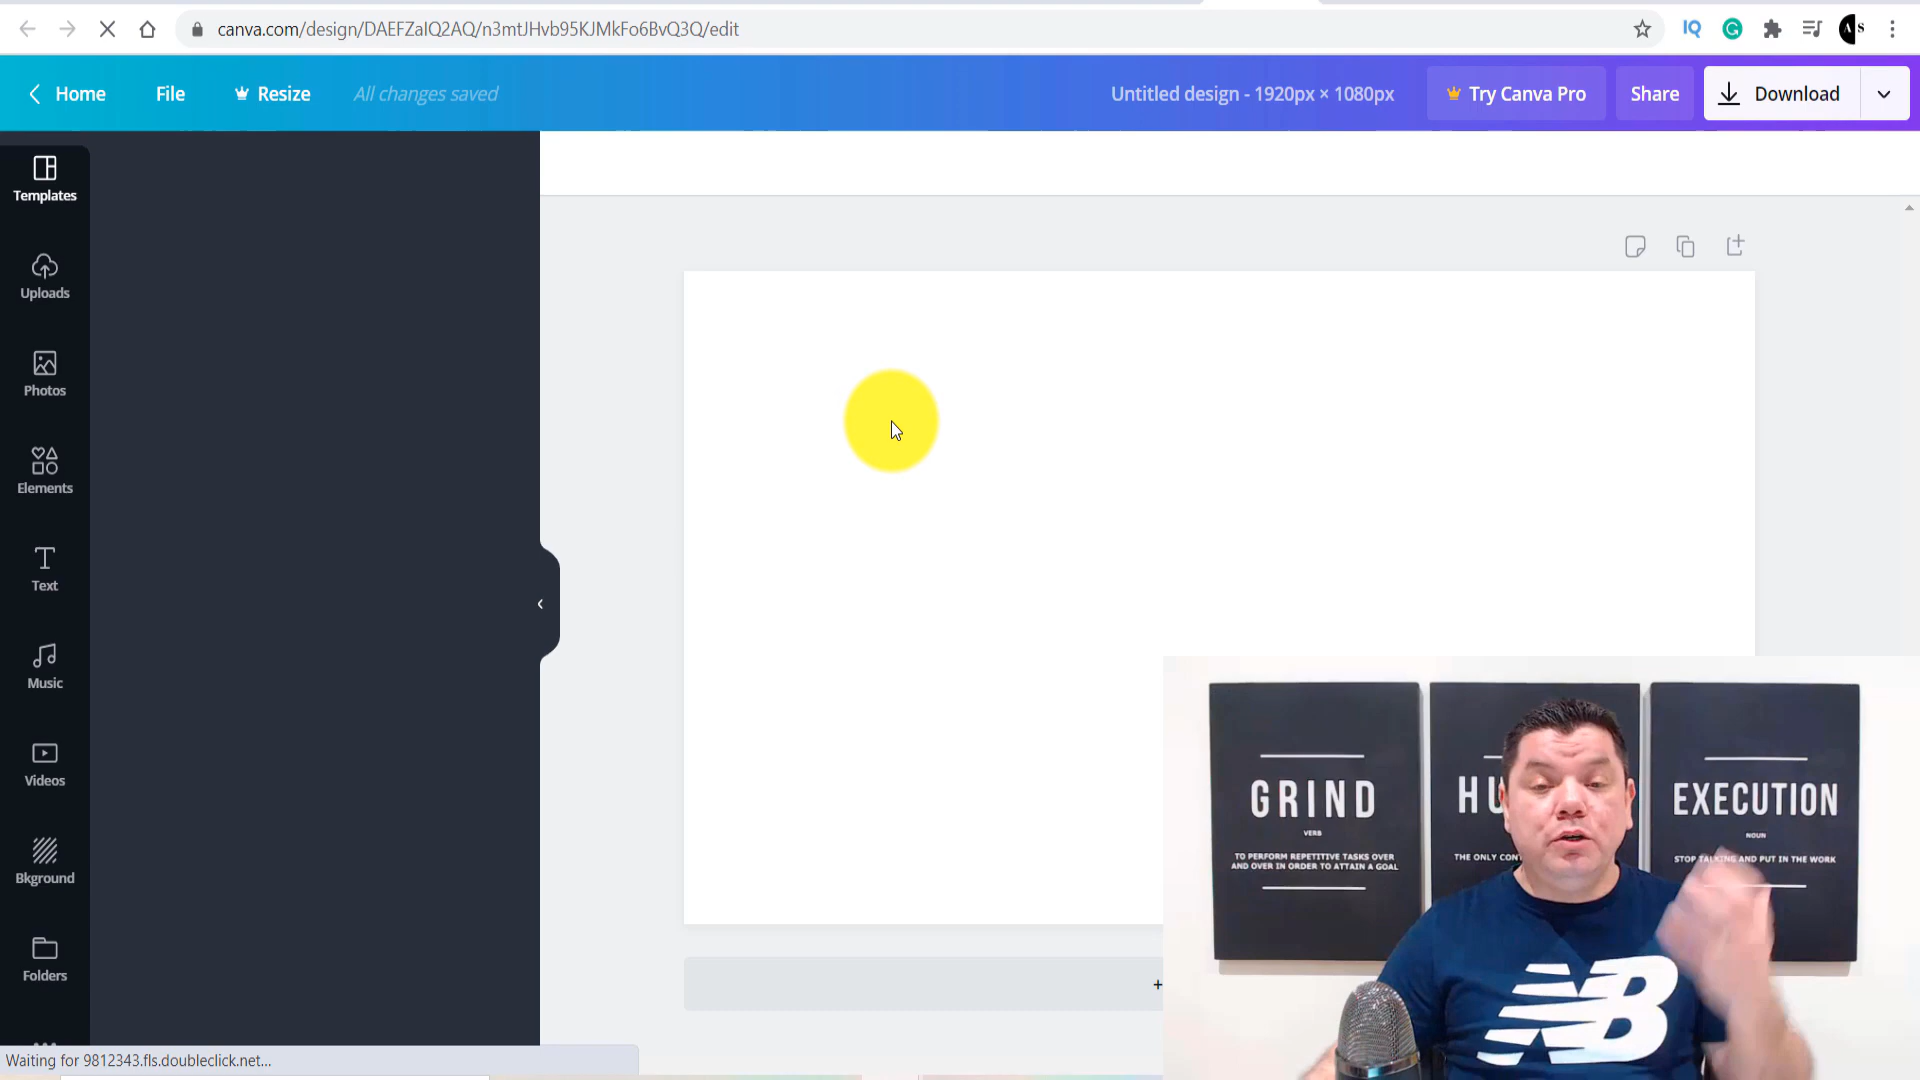 canva.com/design/DAEFZaIQ2AQ/n3mtJHvb95KJMkFo6BvQ3Q/edit
IQ
G
A S
Home
File
Resize
All changes saved
Untitled design - 1920px × 1080px
Try Canva Pro
Share
Download
Templates
Uploads
Photos
Elements
Text
Music
Videos
Bkground
Folders
GRIND
VERB
TO PERFORM REPETITIVE TASKS OVER
AND OVER IN ORDER TO ATTAIN A GOAL
HU
THE ONLY CON
EXECUTION
NOUN
STOP TALKING AND PUT IN THE WORK
NB
Waiting for 9812343.fls.doubleclick.net...